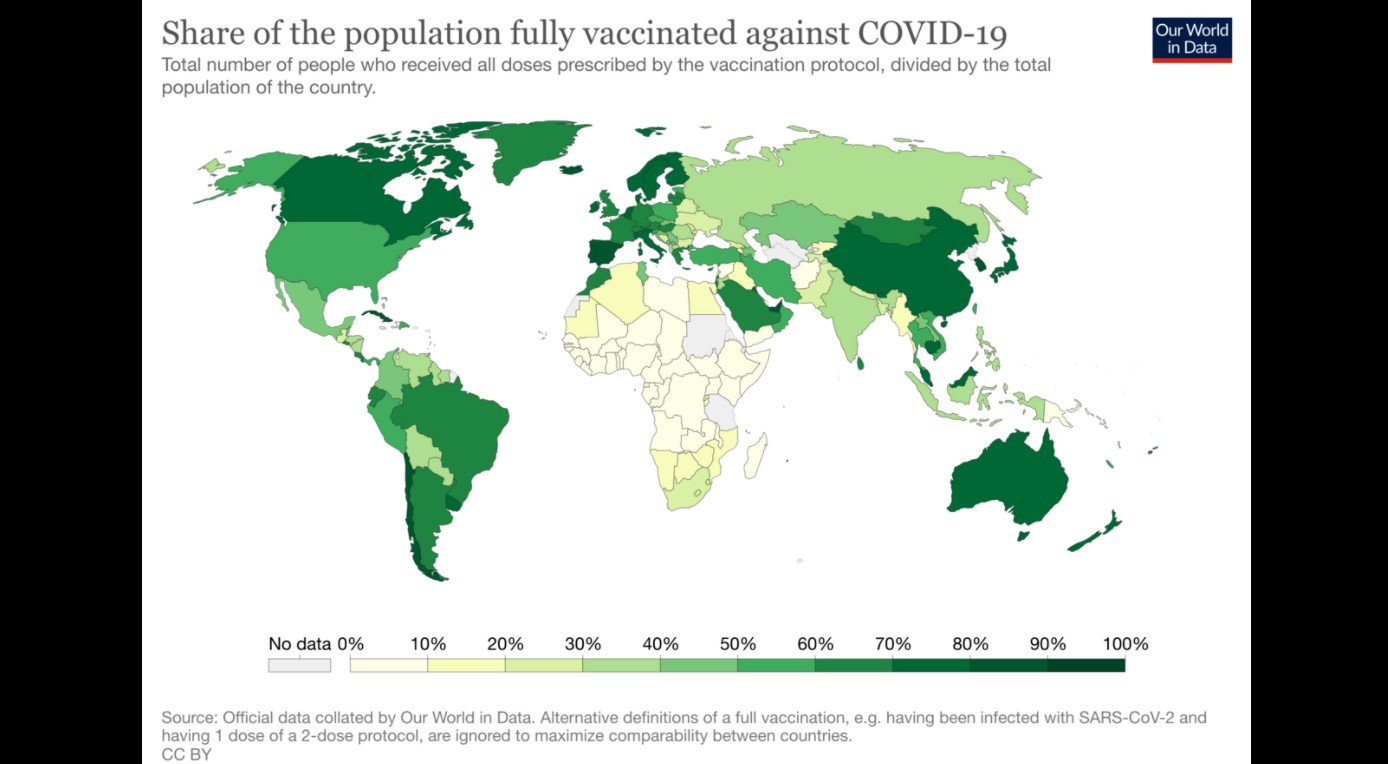 Share of the population fully vaccinated against COVID-19
Our World
in Data
Total number of people who received all doses prescribed by the vaccination protocol, divided by the total
population of the country.
No data 0% 10% 20% 30% 40% 50% 60% 70% 80% 90% 100%
Source: Official data collated by Our World in Data. Alternative definitions of a full vaccination, e.g. having been infected with SARS-CoV-2 and
having 1 dose of a 2-dose protocol, are ignored to maximize comparability between countries.
CC BY